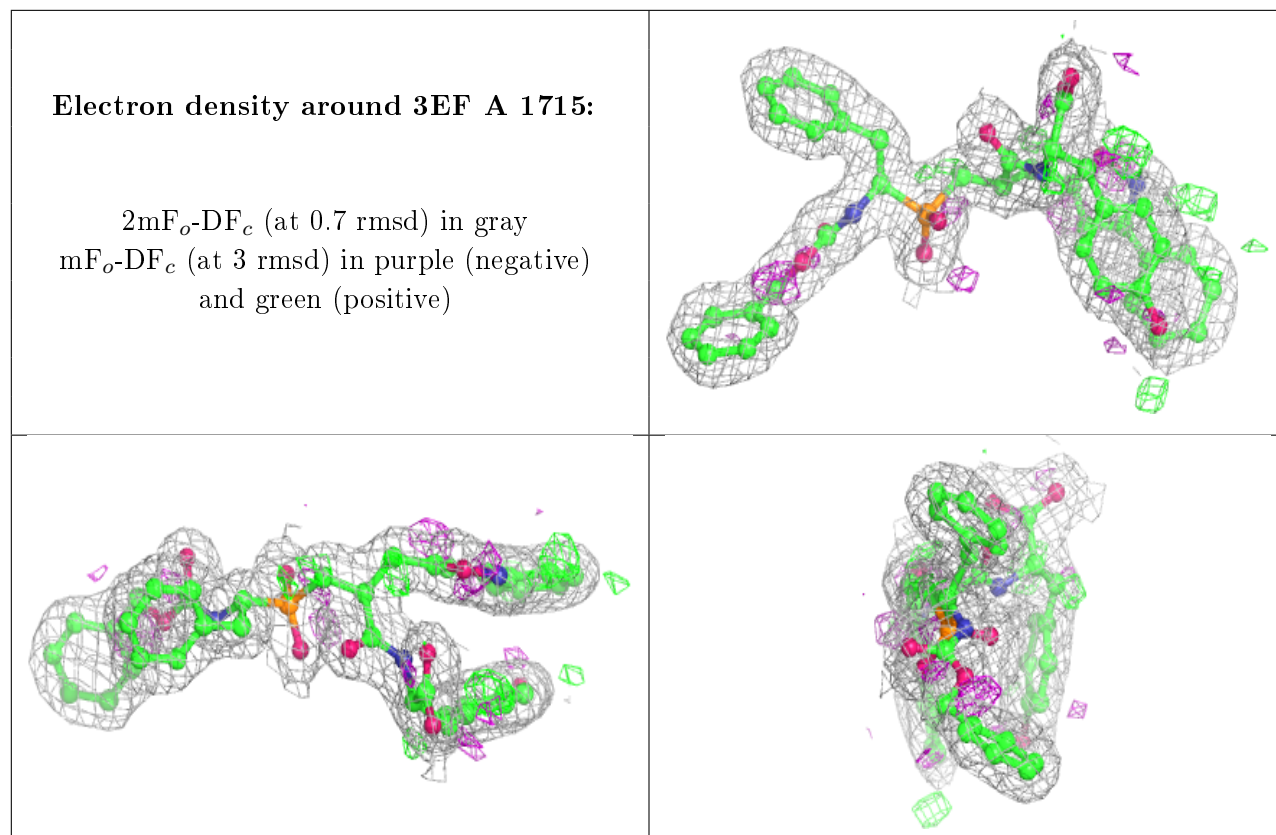 Electron density around 3EF A 1715:
2mFₒ-DF𝒸 (at 0.7 rmsd) in gray
mFₒ-DF𝒸 (at 3 rmsd) in purple (negative)
and green (positive)